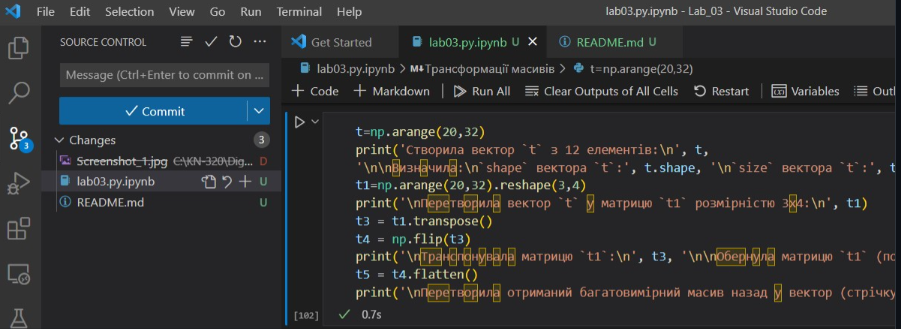 File Edit Selection View Go Run Terminal Help
lab03.py.ipynb - Lab_03 - Visual Studio Code
SOURCE CONTROL
Message (Ctrl+Enter to commit on ...
Commit
Changes 3
Screenshot_1.jpg C:\KN-320\Dig... D
lab03.py.ipynb U
README.md U
3
Get Started lab03.py.ipynb U README.md U
lab03.py.ipynb > M↓Трансформації масивів > t=np.arange(20,32)
+ Code + Markdown Run All Clear Outputs of All Cells Restart Variables Outl
t=np.arange(20,32)
print('Створила вектор `t` з 12 елементів:\n', t,
'\n\nВизначила:\n`shape` вектора `t`:', t.shape, '\n`size` вектора `t`:', t
t1=np.arange(20,32).reshape(3,4)
print('\nПеретворила вектор `t` у матрицю `t1` розмірністю 3х4:\n', t1)
t3 = t1.transpose()
t4 = np.flip(t3)
print('\nТранспонувала матрицю `t1`:\n', t3, '\n\nОбернула матрицю `t1` (по
t5 = t4.flatten()
print('\nПеретворила отриманий багатовимірний масив назад у вектор (стрічку
[102] 0.7s